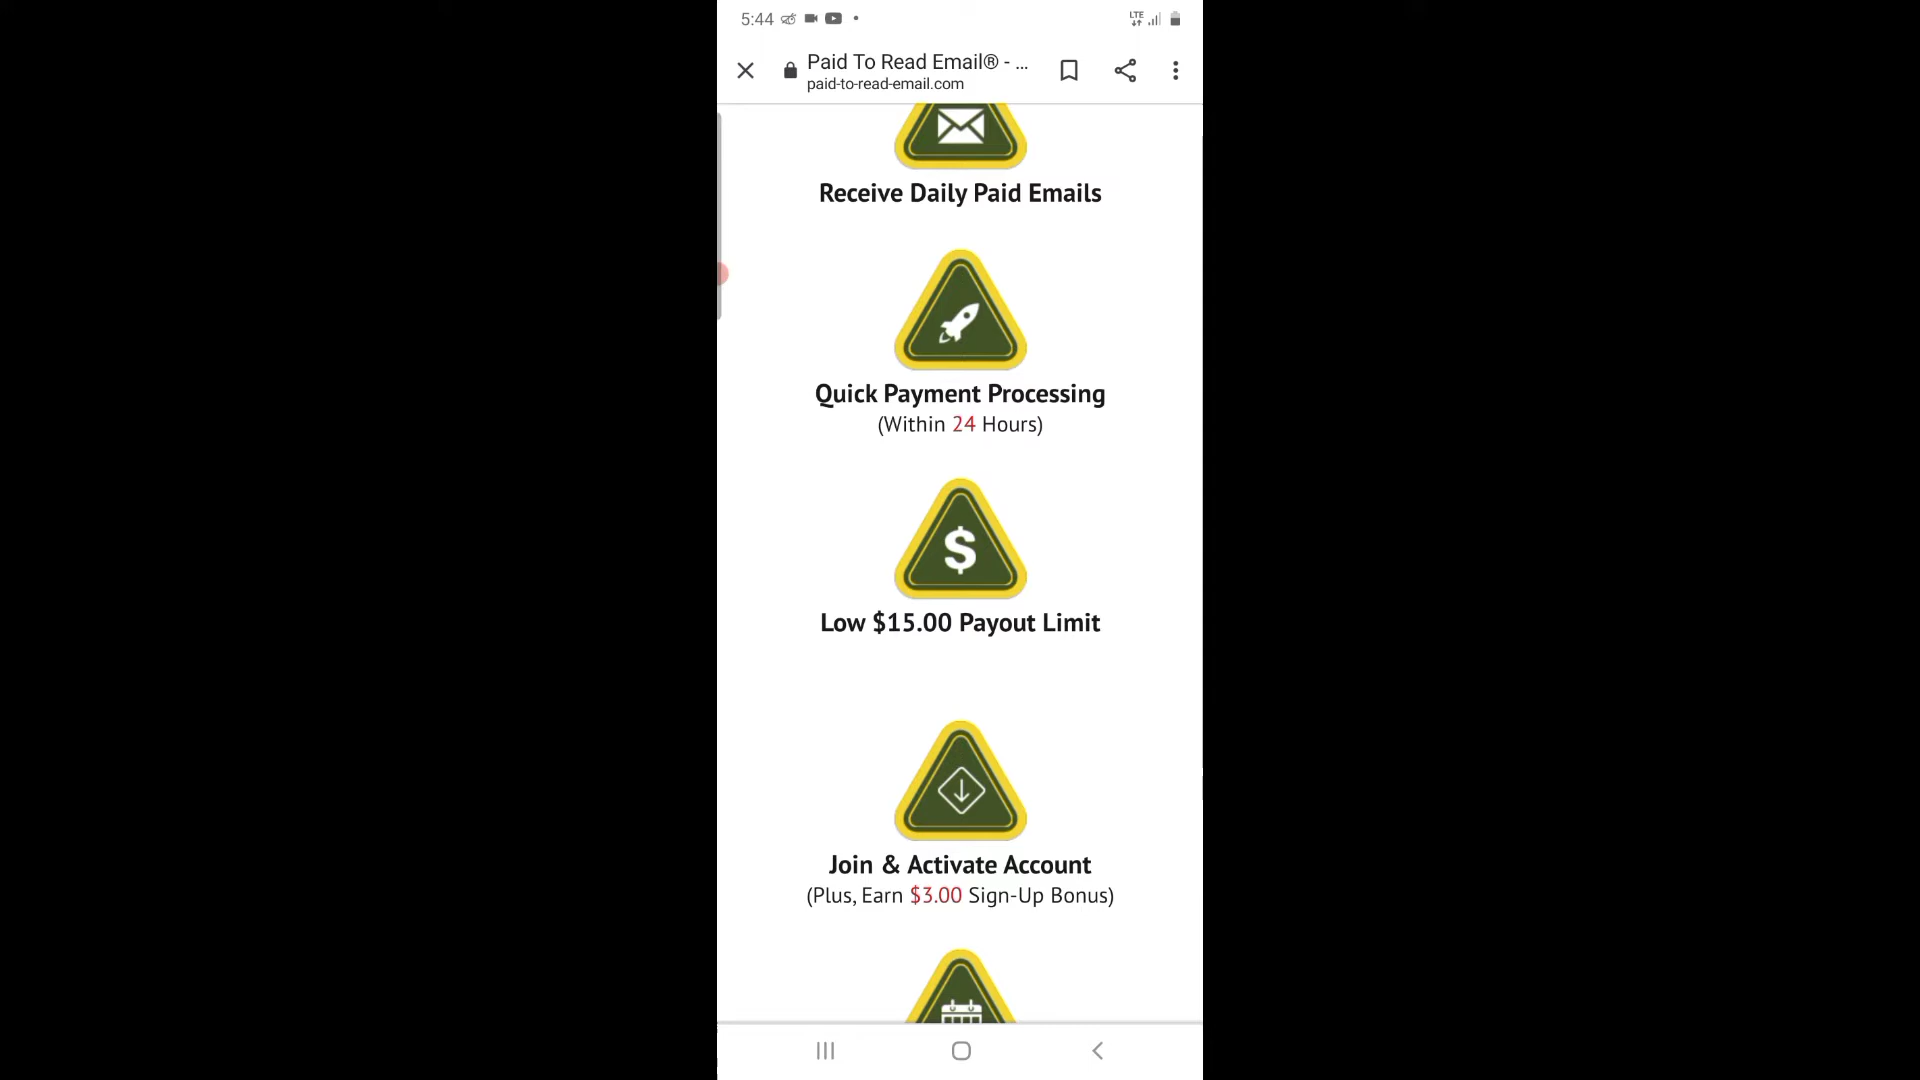 5:44
LTE
Paid To Read Email® - ...
paid-to-read-email.com
Receive Daily Paid Emails
Quick Payment Processing
(Within 24 Hours)
$
Low $15.00 Payout Limit
Join & Activate Account
(Plus, Earn $3.00 Sign-Up Bonus)